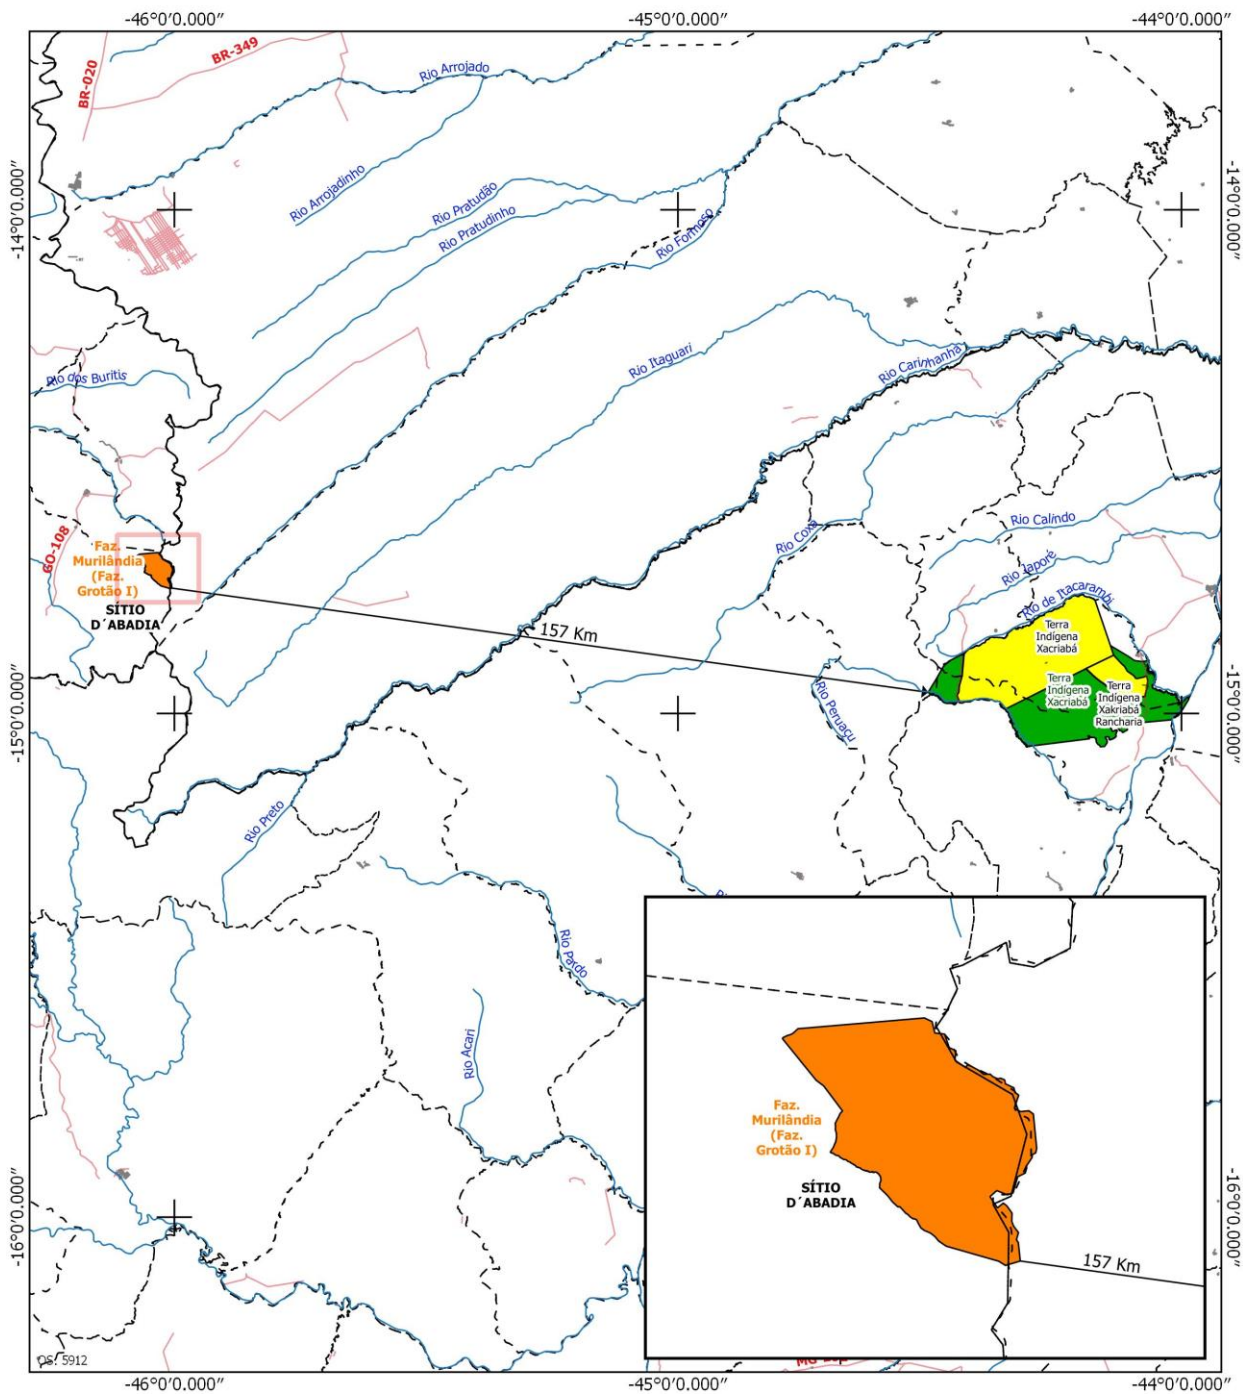 -46°0'0.000"
-45°0'0.000"
-44°0'0.000"
BR-020
BR-349
Rio Arrojado
Rio Arrojadinho
Rio Pratudão
Rio Pratudinho
Rio Formoso
-14°0'0.000"
-14°0'0.000"
Rio Itaguari
Rio Carinhanha
Rio dos Buritis
GO-108
Faz.
Murilândia
(Faz.
Grotão I)
SÍTIO
D´ABADIA
157 Km
Rio Coxa
Rio Calindo
Rio Japoré
Rio de Itacarambi
Terra
Indígena
Xacriabá
Terra
Indígena
Xacriabá
Terra
Indígena
Xakriabá
Rancharia
Rio Peruaçu
-15°0'0.000"
-15°0'0.000"
Rio Preto
Rio Pardo
Rio Acari
Faz.
Murilândia
(Faz.
Grotão I)
SÍTIO
D´ABADIA
157 Km
-16°0'0.000"
-16°0'0.000"
OS: 5912
-46°0'0.000"
-45°0'0.000"
-44°0'0.000"